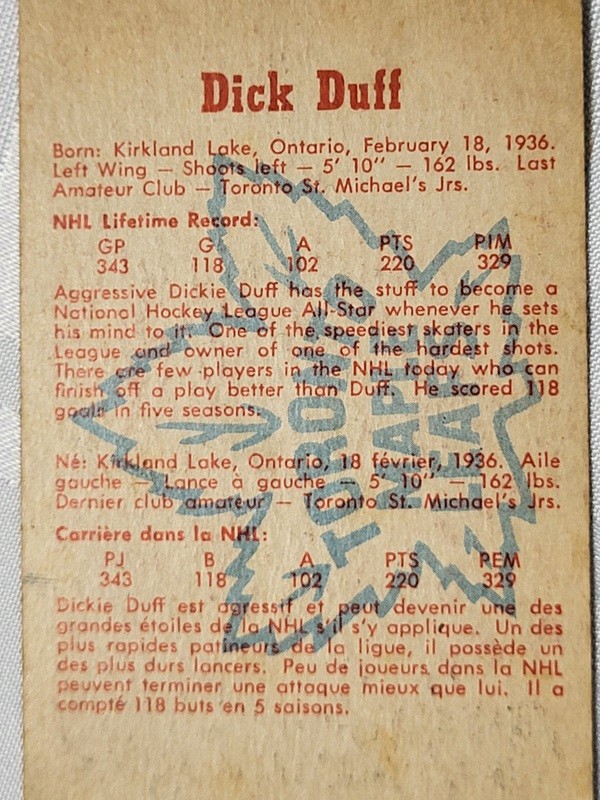 Dick Duff
Born: Kirkland Lake, Ontario, February 18, 1936.
Left Wing — Shoots left — 5' 10" — 162 lbs. Last
Amateur Club — Toronto St. Michael's Jrs.
NHL Lifetime Record:
GP G A PTS PIM
343 118 102 220 329
Aggressive Dickie Duff has the stuff to become a
National Hockey League All-Star whenever he sets
his mind to it. One of the speediest skaters in the
League and owner of one of the hardest shots.
There are few players in the NHL today who can
finish off a play better than Duff. He scored 118
goals in five seasons.
Né: Kirkland Lake, Ontario, 18 février, 1936. Aile
gauche — Lance à gauche — 5' 10" — 162 lbs.
Dernier club amateur — Toronto St. Michael's Jrs.
Carrière dans la NHL:
PJ B A PTS PEM
343 118 102 220 329
Dickie Duff est agressif et peut devenir une des
grandes étoiles de la NHL s'il s'y applique. Un des
plus rapides patineurs de la ligue, il possède un
des plus durs lancers. Peu de joueurs dans la NHL
peuvent terminer une attaque mieux que lui. Il a
compté 118 buts en 5 saisons.
TORONTO
MAPLE
LEAFS